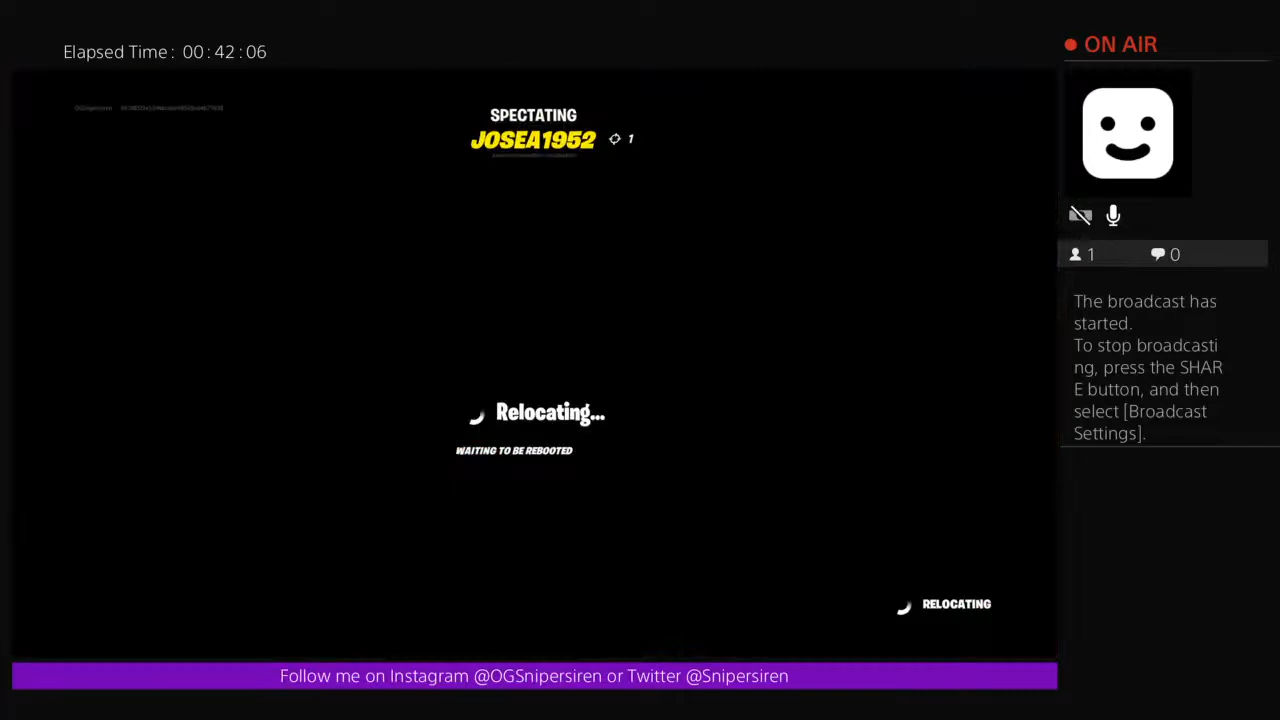 Elapsed Time: 00:42:06
ON AIR
OGSnipersiren
SPECTATING
JOSEA1952 1
1 0
The broadcast has
started.
To stop broadcasti
ng, press the SHAR
E button, and then
select [Broadcast
Settings].
Relocating...
WAITING TO BE REBOOTED
RELOCATING
Follow me on Instagram @OGSnipersiren or Twitter @Snipersiren